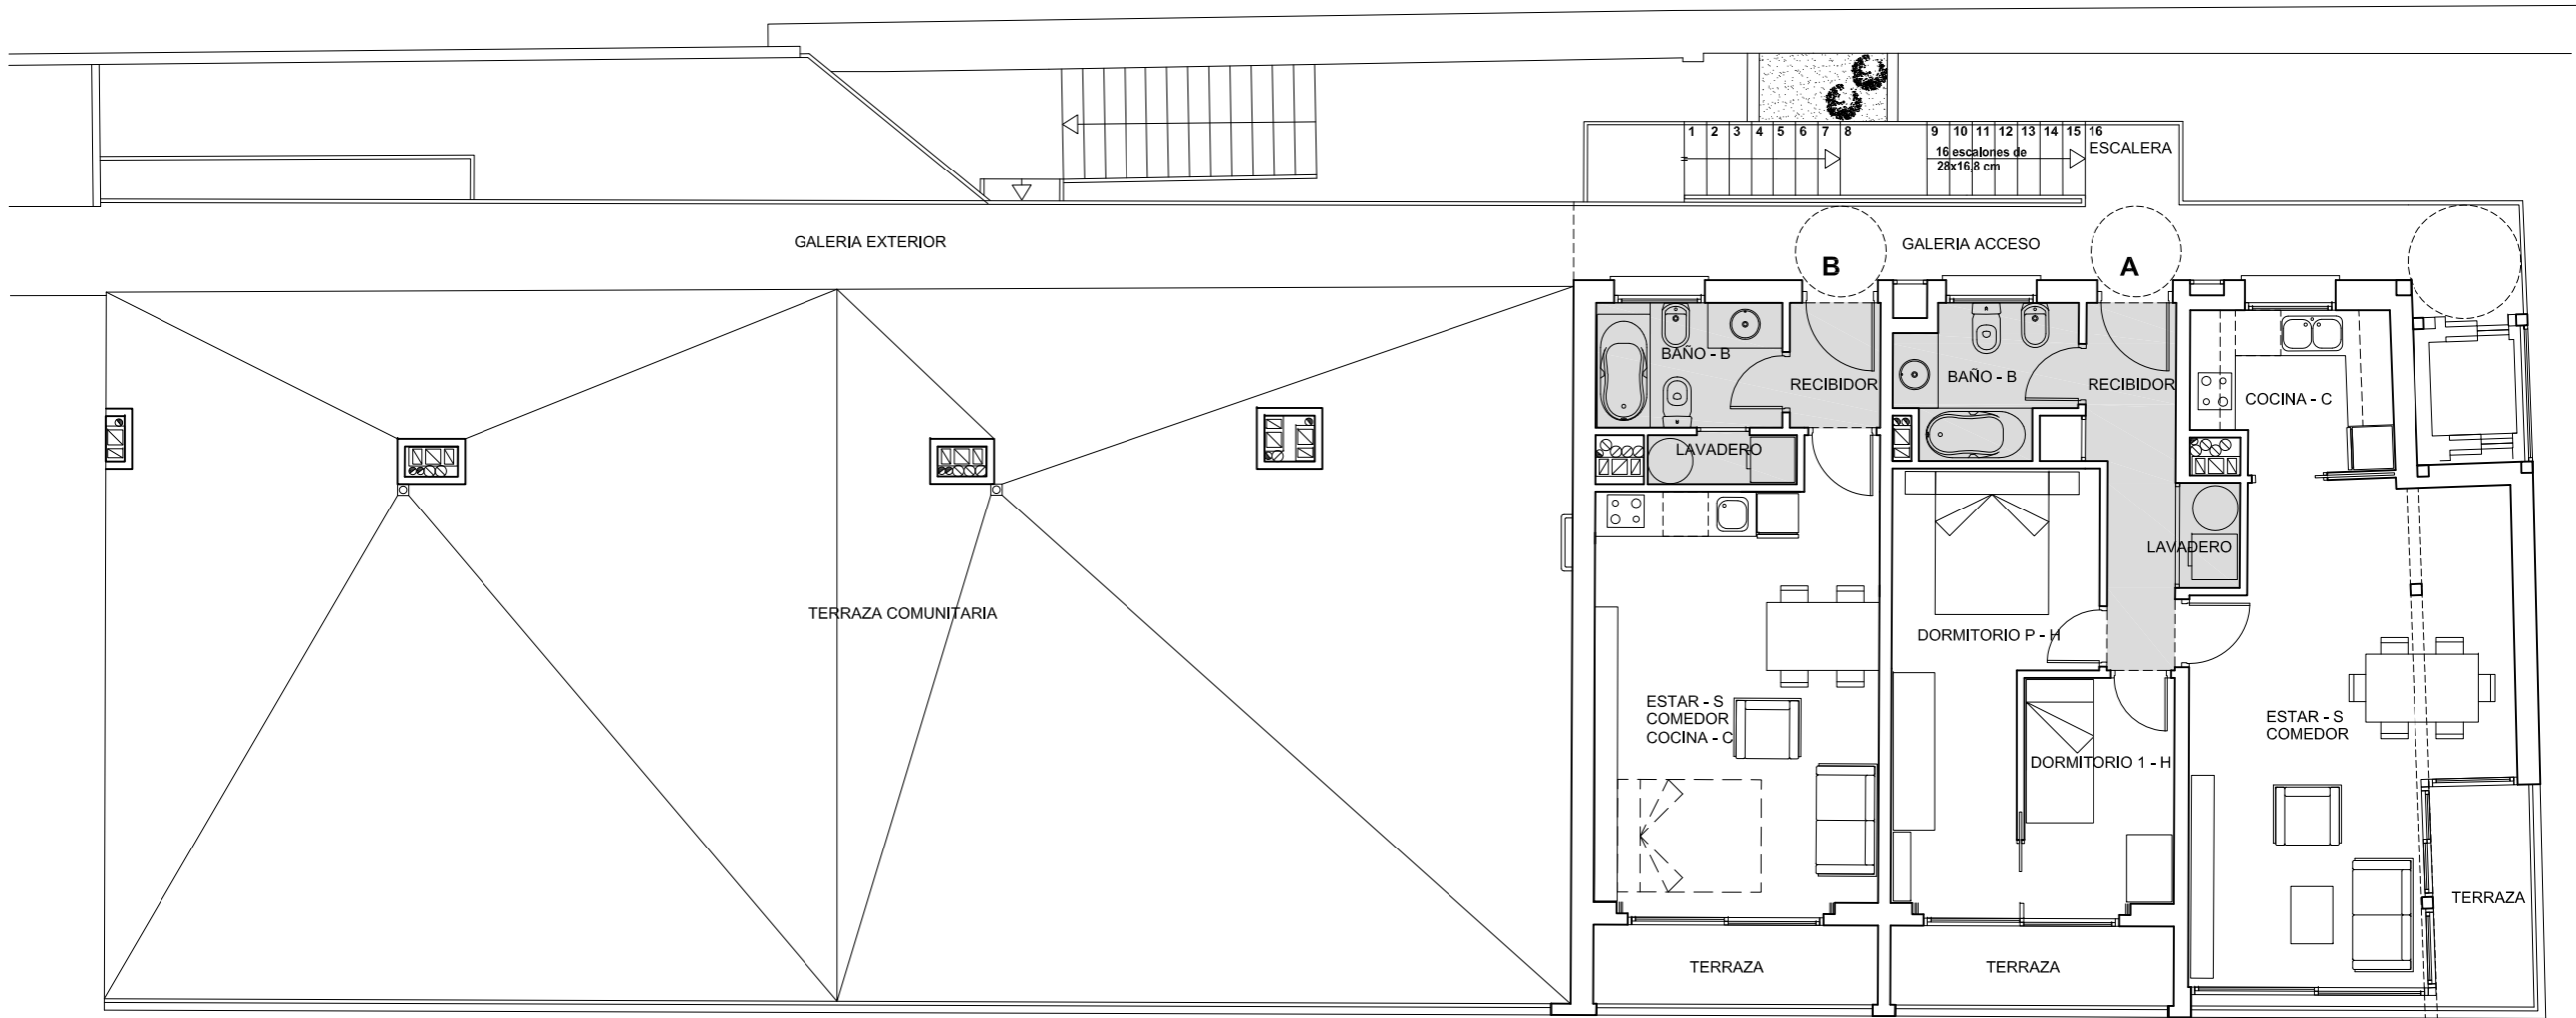 1 2 3 4 5 6 7 8 9 10 11 12 13 14 15 16
ESCALERA
16 escalones de
28x16,8 cm
GALERIA EXTERIOR
GALERIA ACCESO
B
A
BAÑO - B
RECIBIDOR
BAÑO - B
RECIBIDOR
COCINA - C
LAVADERO
LAVADERO
TERRAZA COMUNITARIA
DORMITORIO P - H
ESTAR - S
COMEDOR
COCINA - C
ESTAR - S
COMEDOR
DORMITORIO 1 - H
TERRAZA
TERRAZA
TERRAZA